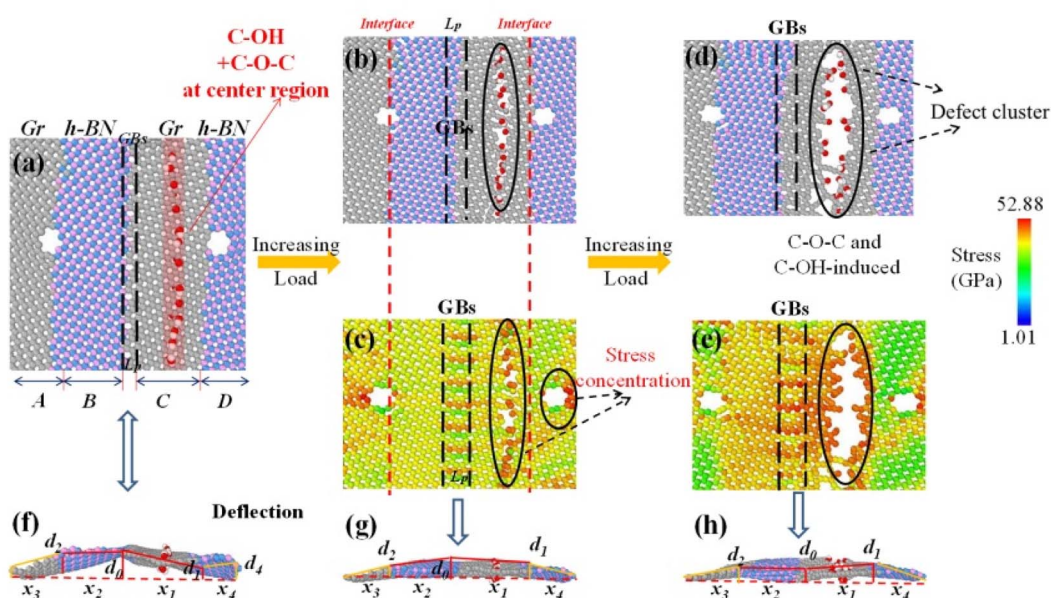 C-OH
+C-O-C
at center region
Gr h-BN GBs Gr h-BN
(a)
Lp
A B C D
Interface Lp Interface
(b)
GBs
Increasing
Load
GBs
(d)
Defect cluster
Increasing
Load
C-O-C and
C-OH-induced
52.88
Stress
(GPa)
1.01
GBs
(c)
Lp
Stress
concentration
GBs
(e)
Deflection
(f)
d2 d0 d1 d4
x3 x2 x1 x4
(g)
d2 d0 d1
x3 x2 x1 x4
(h)
d2 d0 d1
x3 x2 x1 x4